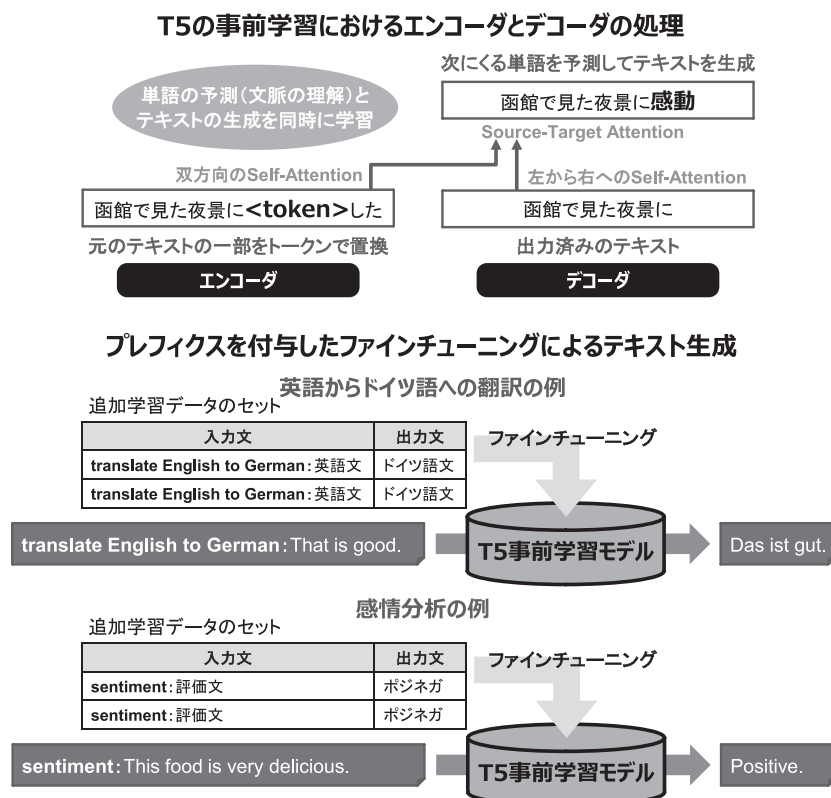 T5の事前学習におけるエンコーダとデコーダの処理
単語の予測（文脈の理解）と
テキストの生成を同時に学習
次にくる単語を予測してテキストを生成
函館で見た夜景に感動
Source-Target Attention
双方向のSelf-Attention
左から右へのSelf-Attention
函館で見た夜景に<token>した
函館で見た夜景に
元のテキストの一部をトークンで置換
出力済みのテキスト
エンコーダ
デコーダ
プレフィクスを付与したファインチューニングによるテキスト生成
英語からドイツ語への翻訳の例
追加学習データのセット
入力文 出力文
translate English to German：英語文 ドイツ語文
translate English to German：英語文 ドイツ語文
ファインチューニング
translate English to German：That is good.
T5事前学習モデル
Das ist gut.
感情分析の例
追加学習データのセット
入力文 出力文
sentiment：評価文 ポジネガ
sentiment：評価文 ポジネガ
ファインチューニング
sentiment：This food is very delicious.
T5事前学習モデル
Positive.